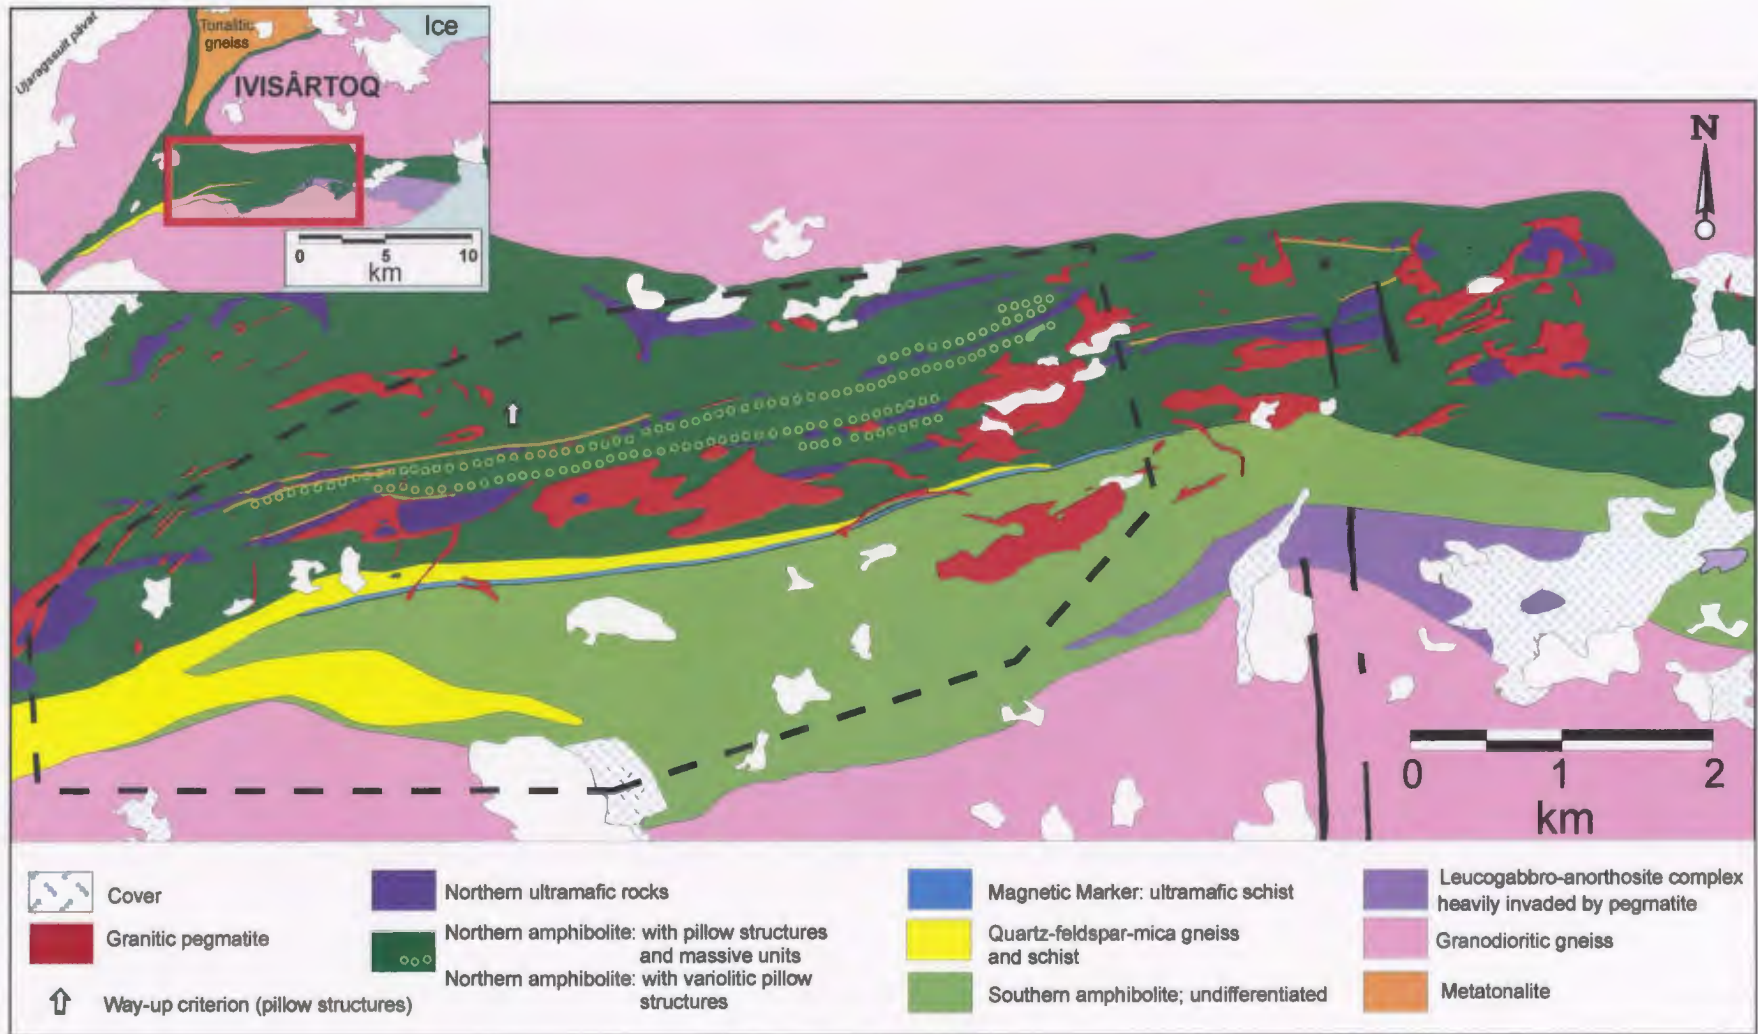 Ujaragssuit pâvat
Tonalitic
gneiss
Ice
IVISÂRTOQ
0 5 10
km
N
0 1 2
km
Cover
Granitic pegmatite
Way-up criterion (pillow structures)
Northern ultramafic rocks
Northern amphibolite: with pillow structures
and massive units
Northern amphibolite: with variolitic pillow
structures
Magnetic Marker: ultramafic schist
Quartz-feldspar-mica gneiss
and schist
Southern amphibolite; undifferentiated
Leucogabbro-anorthosite complex
heavily invaded by pegmatite
Granodioritic gneiss
Metatonalite